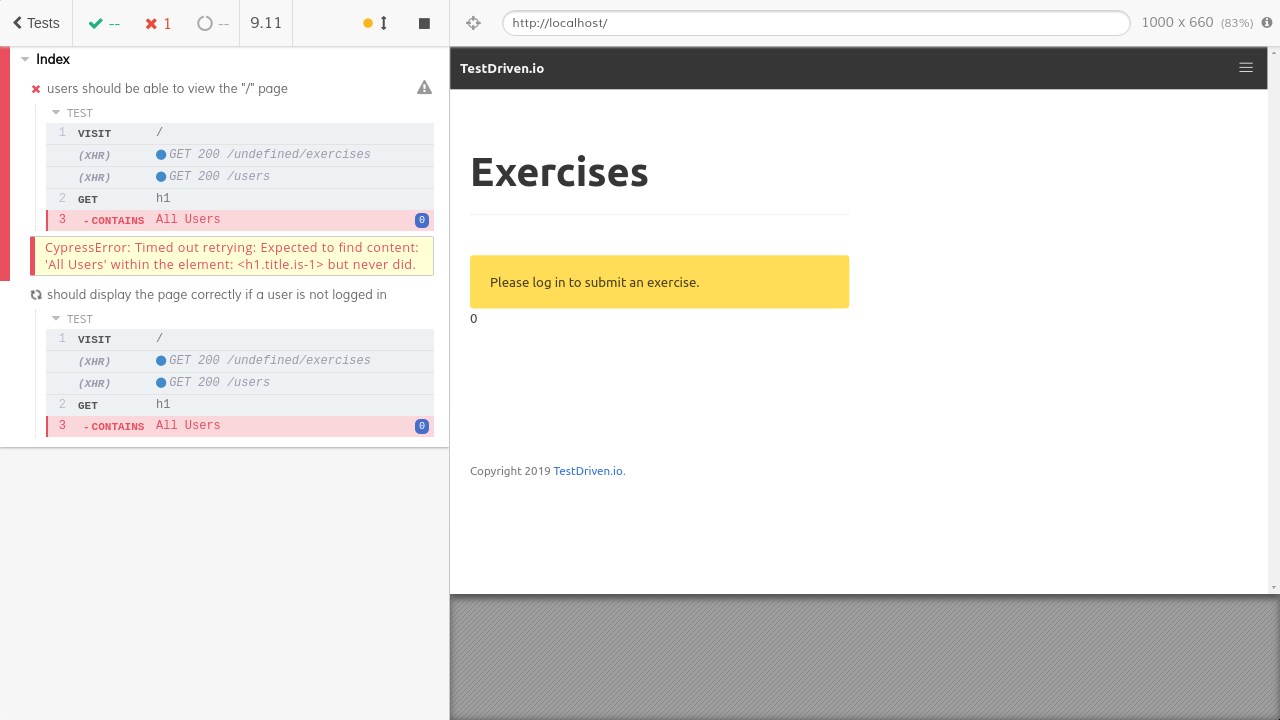 Tests
--
1
--
9.11
http://localhost/
1000 x 660 (83%)
Index
users should be able to view the "/" page
TEST
1 VISIT /
(XHR) GET 200 /undefined/exercises
(XHR) GET 200 /users
2 GET h1
3 - CONTAINS All Users 0
CypressError: Timed out retrying: Expected to find content:
'All Users' within the element: <h1.title.is-1> but never did.
should display the page correctly if a user is not logged in
TEST
1 VISIT /
(XHR) GET 200 /undefined/exercises
(XHR) GET 200 /users
2 GET h1
3 - CONTAINS All Users 0
TestDriven.io
Exercises
Please log in to submit an exercise.
0
Copyright 2019 TestDriven.io.